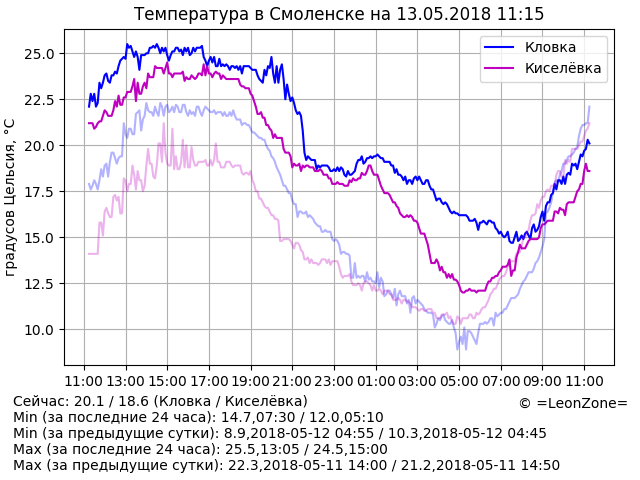 Температура в Смоленске на 13.05.2018 11:15
Кловка
Киселёвка
градусов Цельсия, °C
25.0
22.5
20.0
17.5
15.0
12.5
10.0
11:00 13:00 15:00 17:00 19:00 21:00 23:00 01:00 03:00 05:00 07:00 09:00 11:00
Сейчас: 20.1 / 18.6 (Кловка / Киселёвка)
© =LeonZone=
Min (за последние 24 часа): 14.7,07:30 / 12.0,05:10
Min (за предыдущие сутки): 8.9,2018-05-12 04:55 / 10.3,2018-05-12 04:45
Max (за последние 24 часа): 25.5,13:05 / 24.5,15:00
Max (за предыдущие сутки): 22.3,2018-05-11 14:00 / 21.2,2018-05-11 14:50